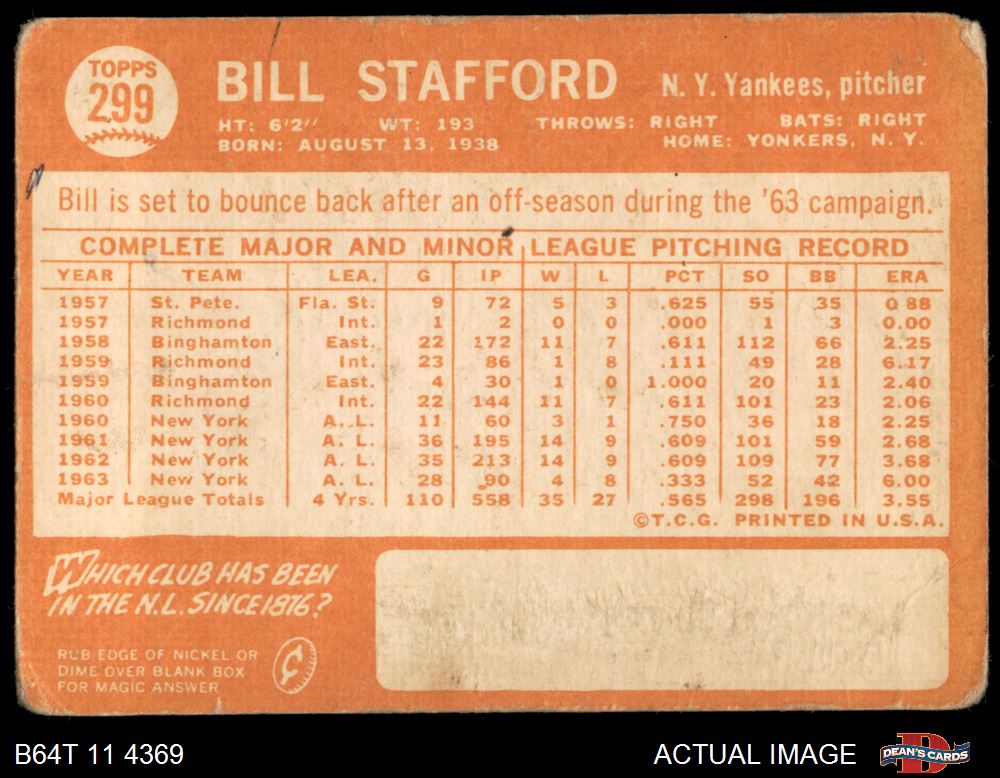 TOPPS
299
BILL STAFFORD N. Y. Yankees, pitcher
HT: 6'2" WT: 193 THROWS: RIGHT BATS: RIGHT
BORN: AUGUST 13, 1938 HOME: YONKERS, N. Y.
Bill is set to bounce back after an off-season during the '63 campaign.
COMPLETE MAJOR AND MINOR LEAGUE PITCHING RECORD
YEAR TEAM LEA. G IP W L PCT SO BB ERA
1957 St. Pete. Fla. St. 9 72 5 3 .625 55 35 0.88
1957 Richmond Int. 1 2 0 0 .000 1 3 0.00
1958 Binghamton East. 22 172 11 7 .611 112 66 2.25
1959 Richmond Int. 23 86 1 8 .111 49 28 6.17
1959 Binghamton East. 4 30 1 0 1.000 20 11 2.40
1960 Richmond Int. 22 144 11 7 .611 101 23 2.06
1960 New York A. L. 11 60 3 1 .750 36 18 2.25
1961 New York A. L. 36 195 14 9 .609 101 59 2.68
1962 New York A. L. 35 213 14 9 .609 109 77 3.68
1963 New York A. L. 28 90 4 8 .333 52 42 6.00
Major League Totals 4 Yrs. 110 558 35 27 .565 298 196 3.55
©T.C.G. PRINTED IN U.S.A.
WHICH CLUB HAS BEEN
IN THE N.L. SINCE 1876?
RUB EDGE OF NICKEL OR
DIME OVER BLANK BOX
FOR MAGIC ANSWER
¢
B64T 11 4369 ACTUAL IMAGE
D
DEAN'S CARDS